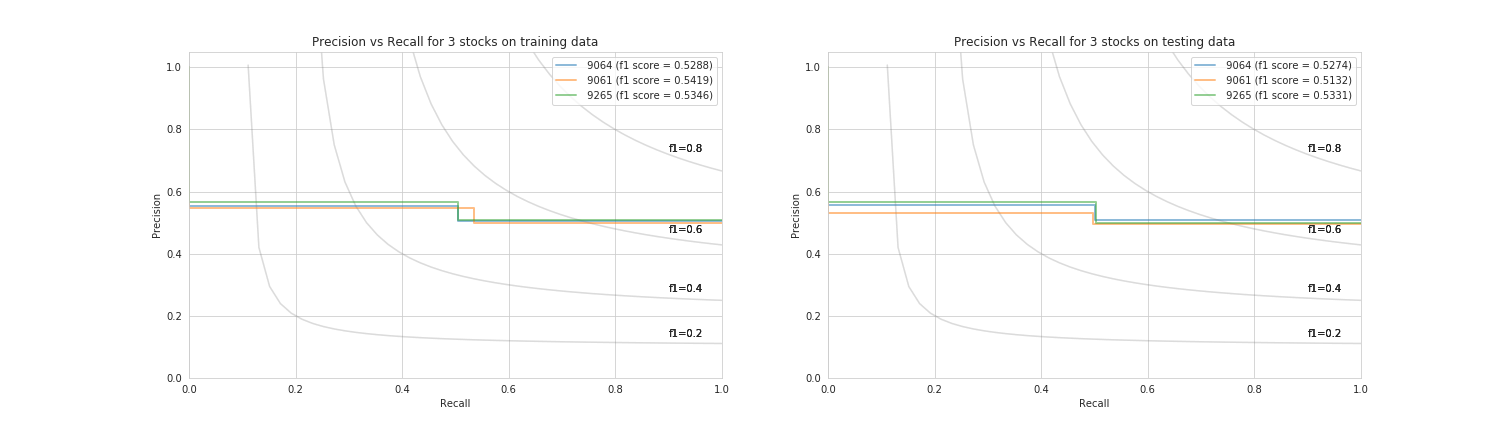 Precision vs Recall for 3 stocks on training data
9064 (f1 score = 0.5288)
9061 (f1 score = 0.5419)
9265 (f1 score = 0.5346)
f1=0.8
f1=0.6
f1=0.4
f1=0.2
1.0
0.8
0.6
0.4
0.2
0.0
Precision
0.0 0.2 0.4 0.6 0.8 1.0
Recall
Precision vs Recall for 3 stocks on testing data
9064 (f1 score = 0.5274)
9061 (f1 score = 0.5132)
9265 (f1 score = 0.5331)
f1=0.8
f1=0.6
f1=0.4
f1=0.2
1.0
0.8
0.6
0.4
0.2
0.0
Precision
0.0 0.2 0.4 0.6 0.8 1.0
Recall